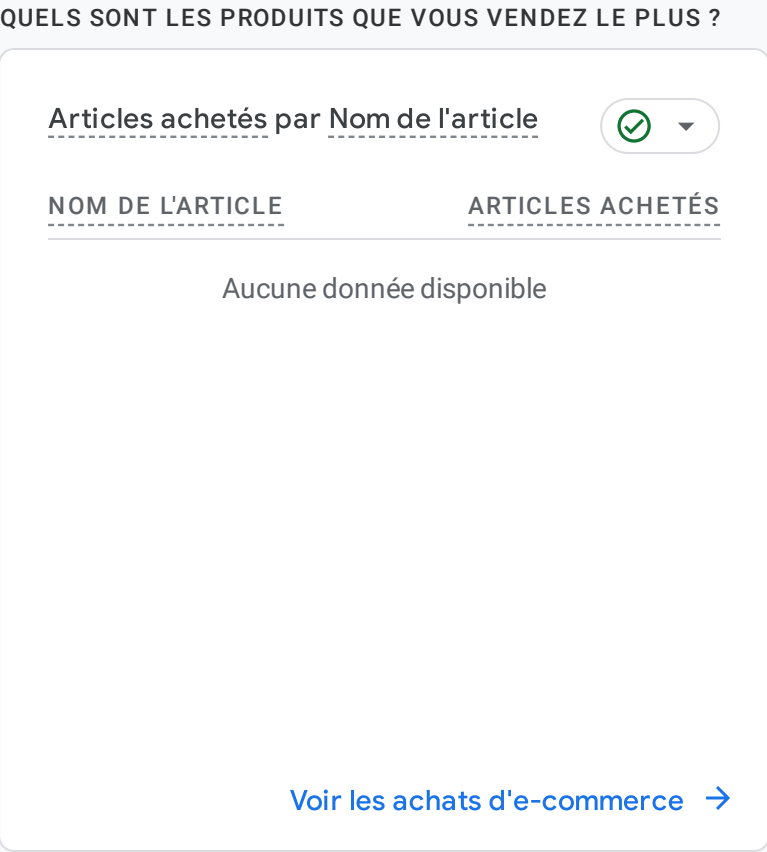 QUELS SONT LES PRODUITS QUE VOUS VENDEZ LE PLUS ?
Articles achetés par Nom de l'article
NOM DE L'ARTICLE ARTICLES ACHETÉS
Aucune donnée disponible
Voir les achats d'e-commerce